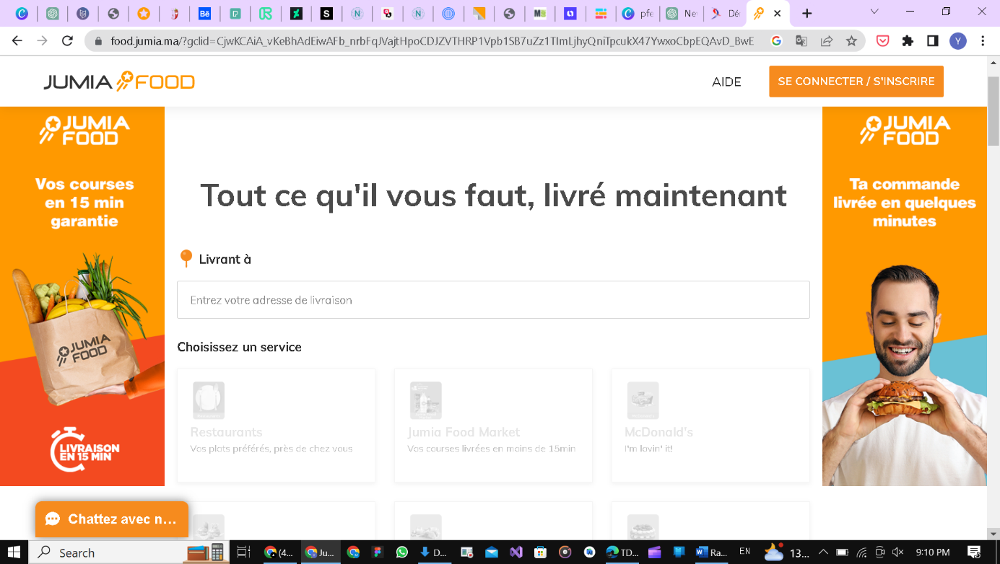 pfe
Ne
Dé
food.jumia.ma/?gclid=CjwKCAiA_vKeBhAdEiwAFb_nrbFqJVajtHpoCDJZVTHRP1Vpb1SB7uZz1TImLjhyQniTpcukX47YwxoCbpEQAvD_BwE
Y
JUMIA FOOD
AIDE
SE CONNECTER / S'INSCRIRE
JUMIA
FOOD
Vos courses
en 15 min
garantie
JUMIA
FOOD
LIVRAISON
EN 15 MIN
Tout ce qu'il vous faut, livré maintenant
Livrant à
Entrez votre adresse de livraison
Choisissez un service
Restaurants
Vos plats préférés, près de chez vous
Jumia Food Market
Vos courses livrées en moins de 15min
McDonald's
I'm lovin' it!
JUMIA
FOOD
Ta commande
livrée en quelques
minutes
Chattez avec n...
Search
(4...
Ju...
D...
TD...
Ra...
EN
13...
9:10 PM